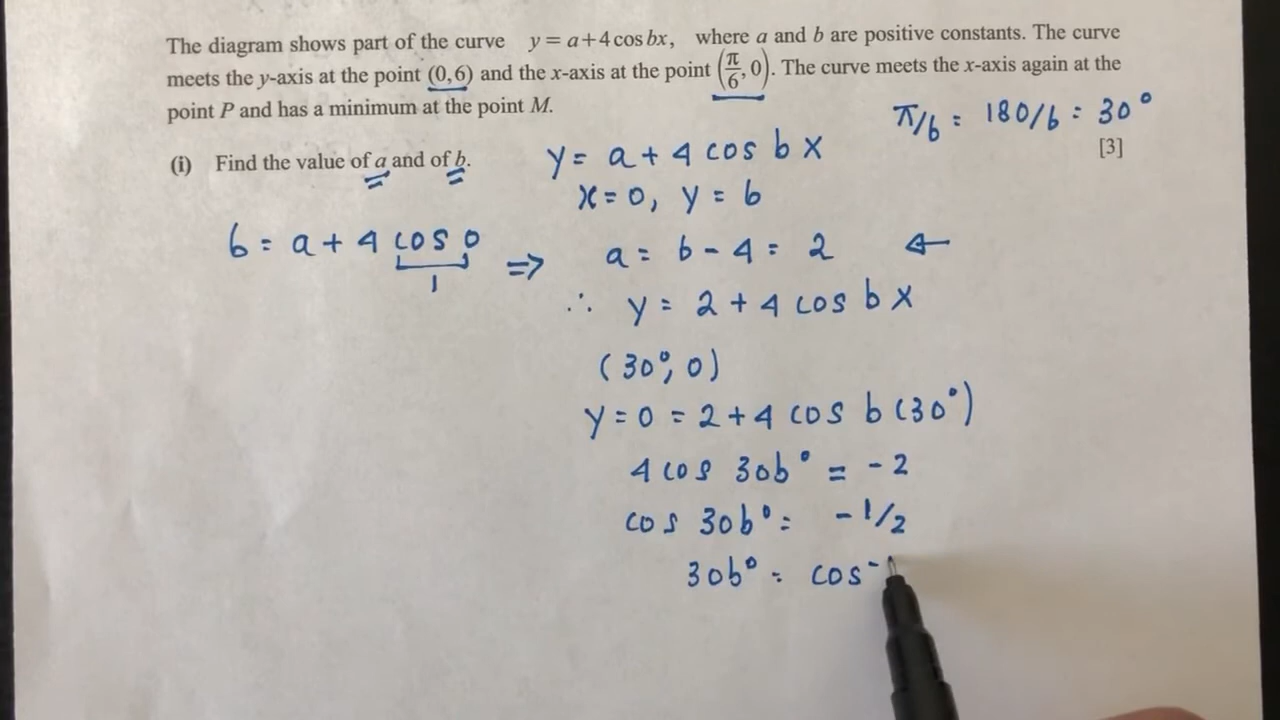 The diagram shows part of the curve y = a + 4 cos bx, where a and b are positive constants. The curve
meets the y-axis at the point (0, 6) and the x-axis at the point (π/6, 0). The curve meets the x-axis again at the
point P and has a minimum at the point M.
π/6 = 180/6 = 30°
(i) Find the value of a and of b.
[3]
y = a + 4 cos b x
x = 0, y = 6
6 = a + 4 cos 0
1
⇒ a = 6 - 4 = 2 ←
∴ y = 2 + 4 cos b x
(30°, 0)
y = 0 = 2 + 4 cos b (30°)
4 cos 30b° = -2
cos 30b° = -1/2
30b° = cos-